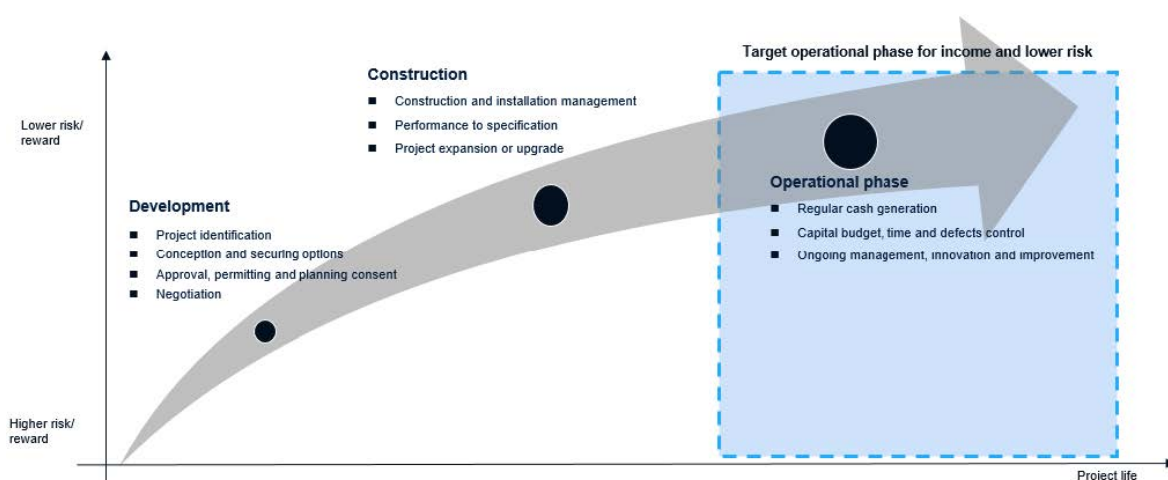 Target operational phase for income and lower risk
Construction
■ Construction and installation management
■ Performance to specification
■ Project expansion or upgrade
Lower risk/
reward
Development
■ Project identification
■ Conception and securing options
■ Approval, permitting and planning consent
■ Negotiation
Operational phase
■ Regular cash generation
■ Capital budget, time and defects control
■ Ongoing management, innovation and improvement
Higher risk/
reward
Project life